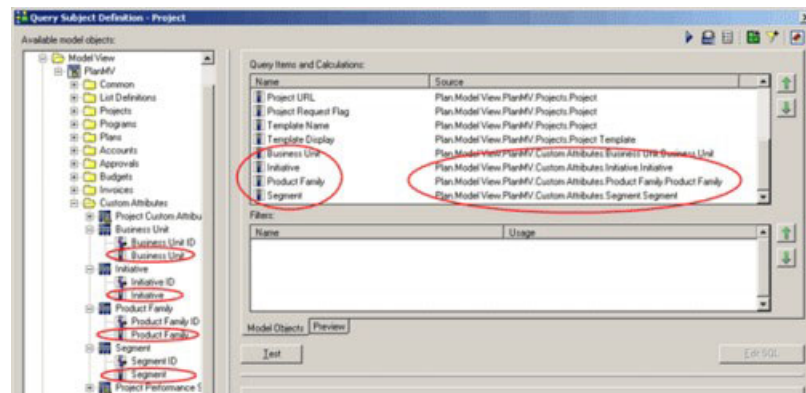 Query Subject Definition - Project
Available model objects:
Model View
PlanMV
Common
List Definitions
Projects
Programs
Plans
Accounts
Approvals
Budgets
Invoices
Custom Attributes
Project Custom Attribu
Business Unit
Business Unit ID
Business Unit
Initiative
Initiative ID
Initiative
Product Family
Product Family ID
Product Family
Segment
Segment ID
Segment
Project Performance S
Query Items and Calculations:
Name Source
Project URL Plan.Model View.PlanMV.Projects.Project
Project Request Flag Plan.Model View.PlanMV.Projects.Project
Template Name Plan.Model View.PlanMV.Projects.Project
Template Display Plan.Model View.PlanMV.Projects.Project Template
Business Unit Plan.Model View.PlanMV.Custom Attributes.Business Unit.Business Unit
Initiative Plan.Model View.PlanMV.Custom Attributes.Initiative.Initiative
Product Family Plan.Model View.PlanMV.Custom Attributes.Product Family.Product Family
Segment Plan.Model View.PlanMV.Custom Attributes.Segment.Segment
Filters:
Name Usage
Model Objects Preview
Test Edit SQL